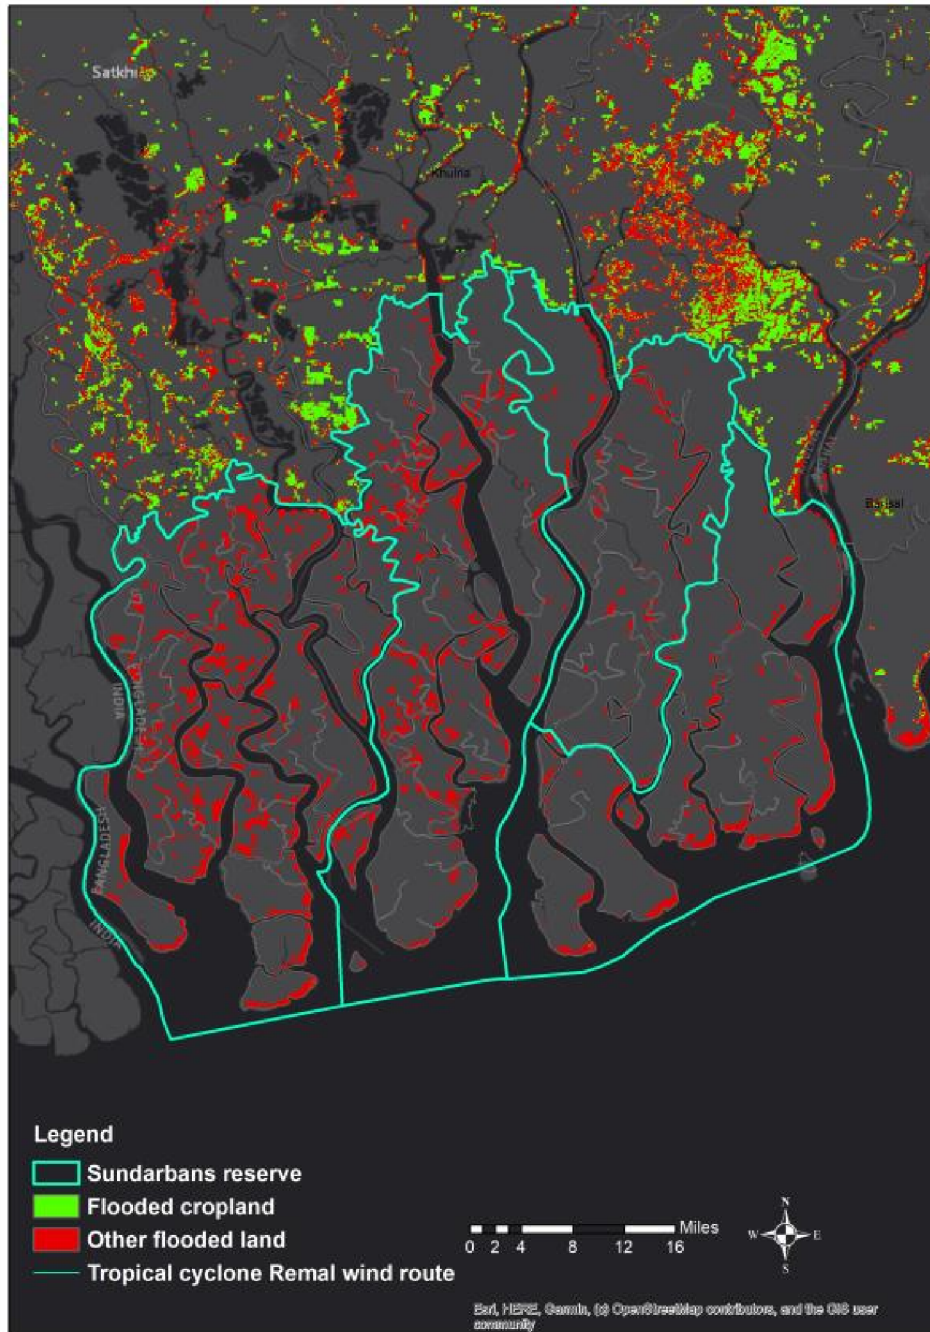 Satkhi
Khulna
Barisal
INDIA
BANGLADESH
BANGLADESH
INDIA
Legend
Sundarbans reserve
Flooded cropland
Other flooded land
Tropical cyclone Remal wind route
Miles
0 2 4 8 12 16
N
W E
S
Esri, HERE, Garmin, (c) OpenStreetMap contributors, and the GIS user
community